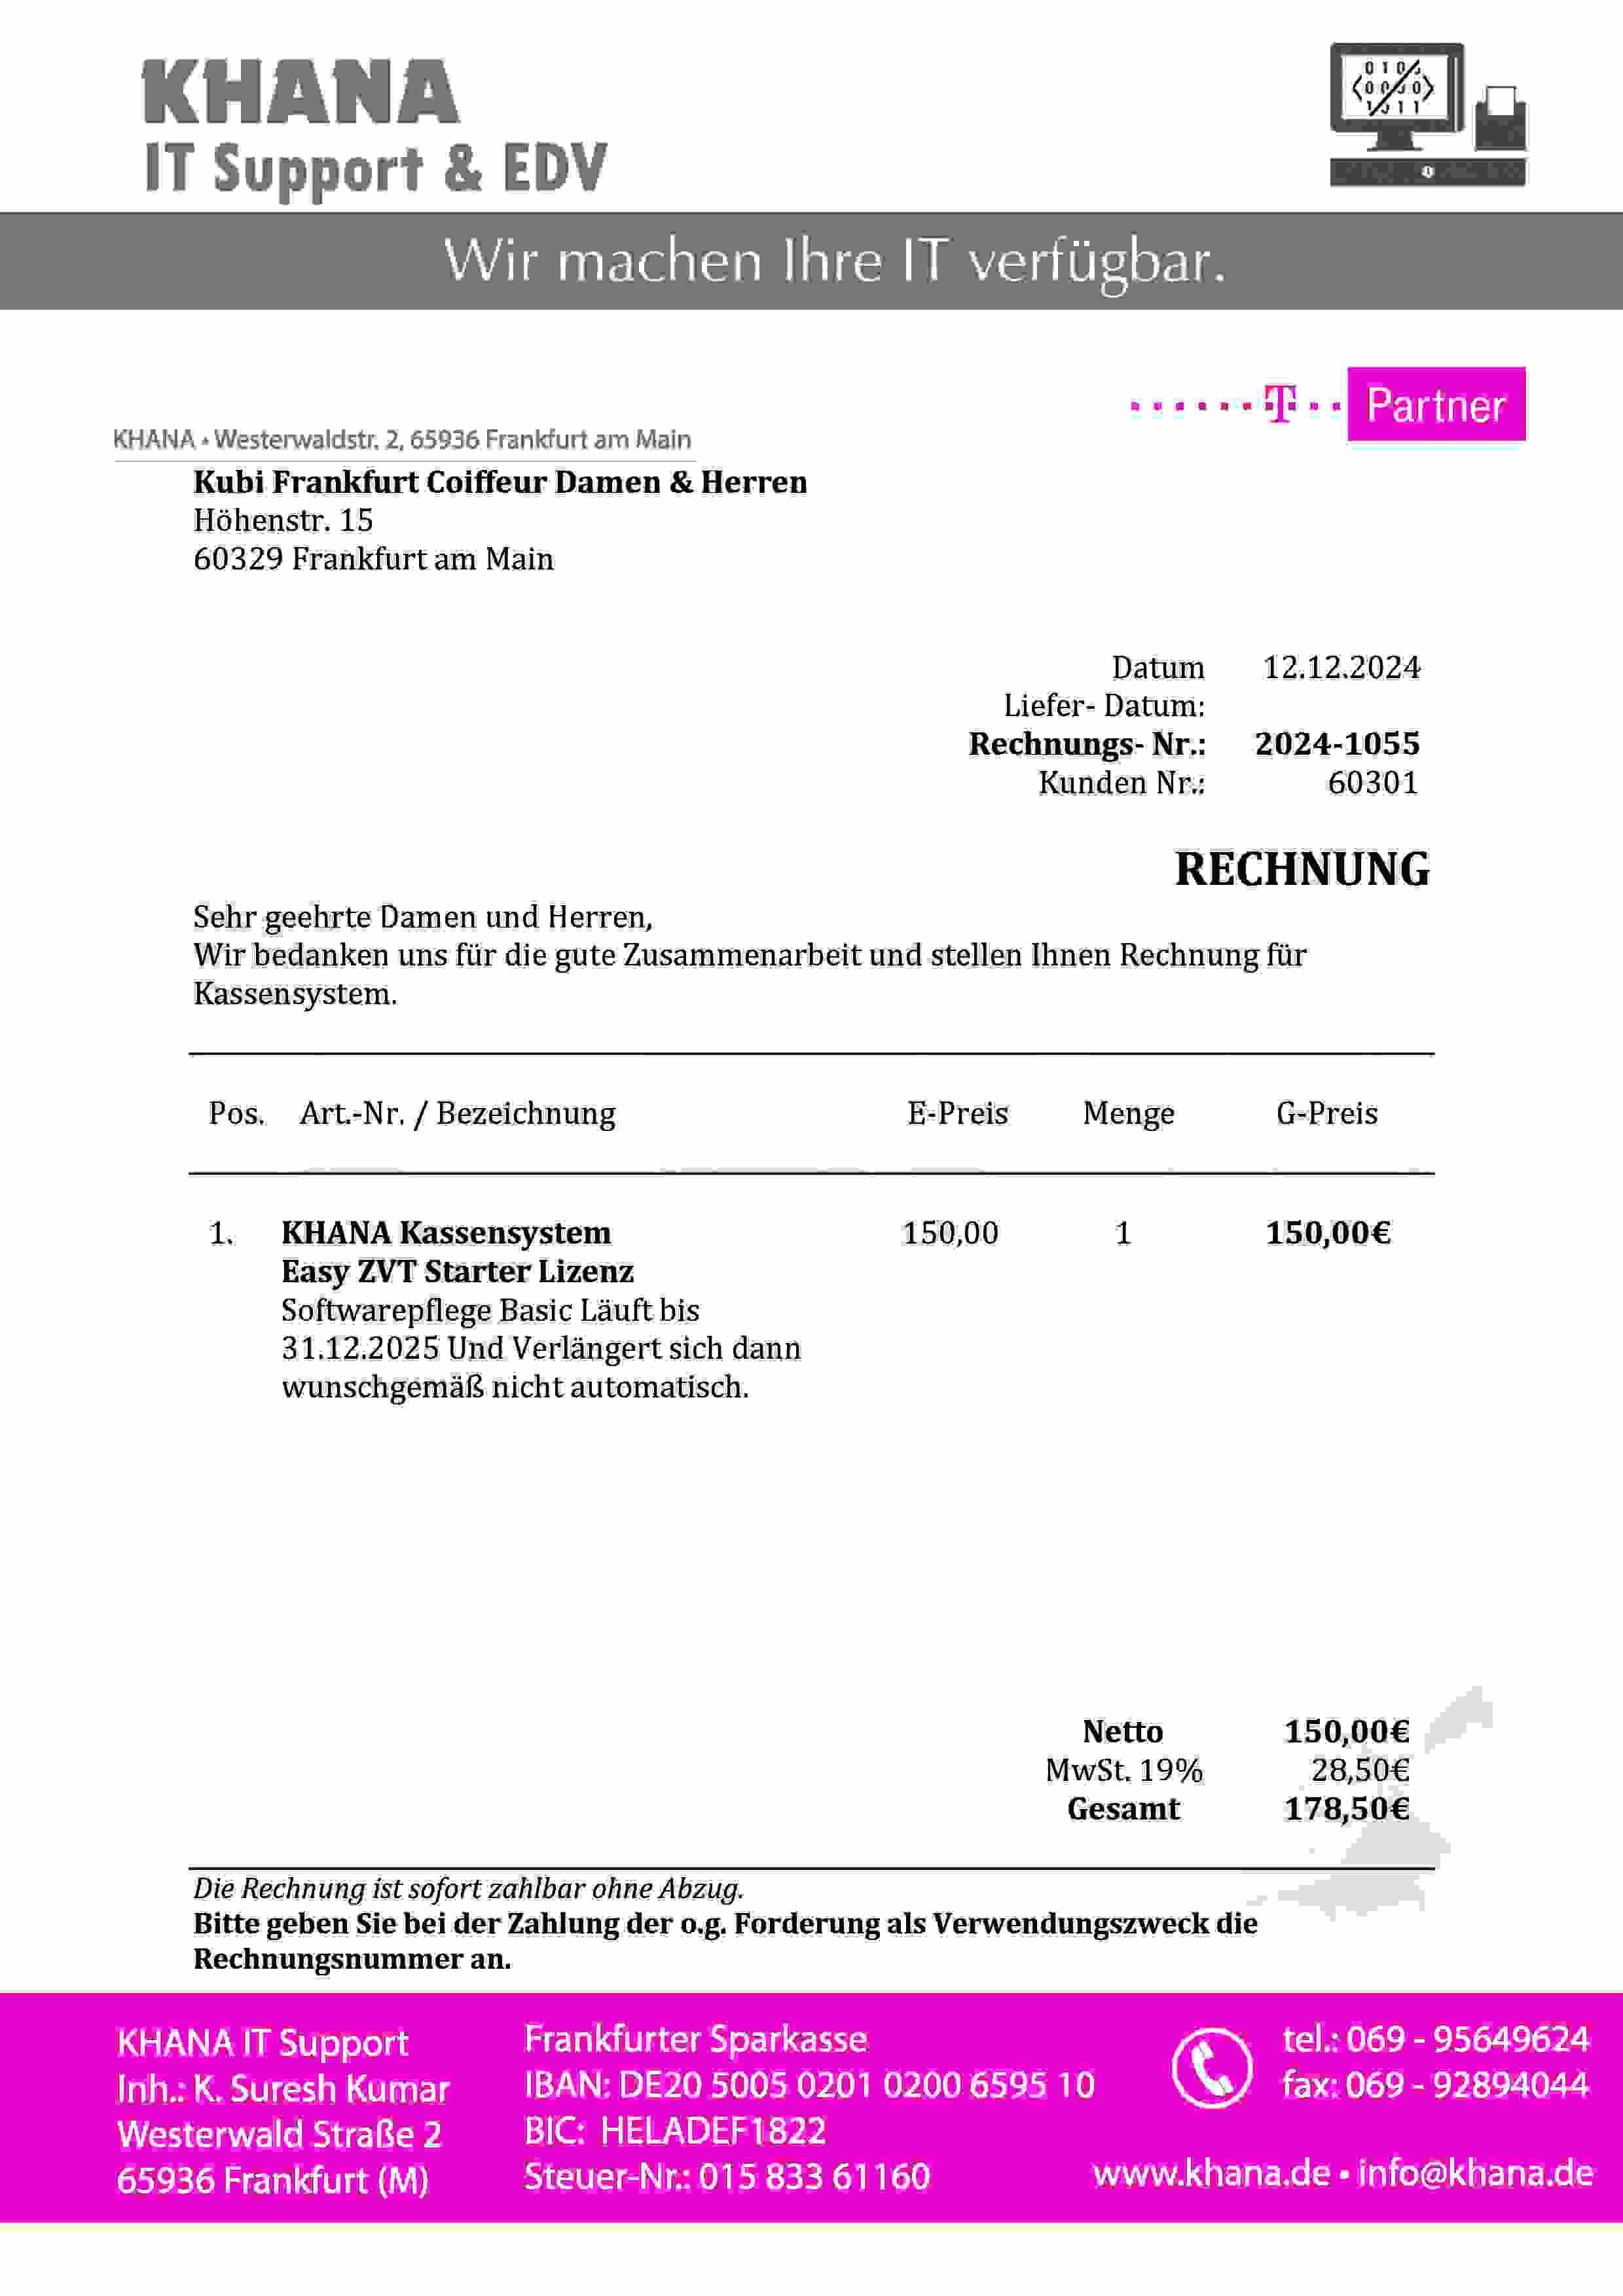 KHANA
IT Support & EDV
Wir machen Ihre IT verfügbar.
T Partner
KHANA • Westerwaldstr. 2, 65936 Frankfurt am Main
Kubi Frankfurt Coiffeur Damen & Herren
Höhenstr. 15
60329 Frankfurt am Main
Datum 12.12.2024
Liefer- Datum:
Rechnungs- Nr.: 2024-1055
Kunden Nr.: 60301
RECHNUNG
Sehr geehrte Damen und Herren,
Wir bedanken uns für die gute Zusammenarbeit und stellen Ihnen Rechnung für
Kassensystem.
Pos. Art.-Nr. / Bezeichnung E-Preis Menge G-Preis
1. KHANA Kassensystem 150,00 1 150,00€
Easy ZVT Starter Lizenz
Softwarepflege Basic Läuft bis
31.12.2025 Und Verlängert sich dann
wunschgemäß nicht automatisch.
Netto 150,00€
MwSt. 19% 28,50€
Gesamt 178,50€
Die Rechnung ist sofort zahlbar ohne Abzug.
Bitte geben Sie bei der Zahlung der o.g. Forderung als Verwendungszweck die
Rechnungsnummer an.
KHANA IT Support
Inh.: K. Suresh Kumar
Westerwald Straße 2
65936 Frankfurt (M)
Frankfurter Sparkasse
IBAN: DE20 5005 0201 0200 6595 10
BIC: HELADEF1822
Steuer-Nr.: 015 833 61160
tel.: 069 - 95649624
fax: 069 - 92894044
www.khana.de • info@khana.de